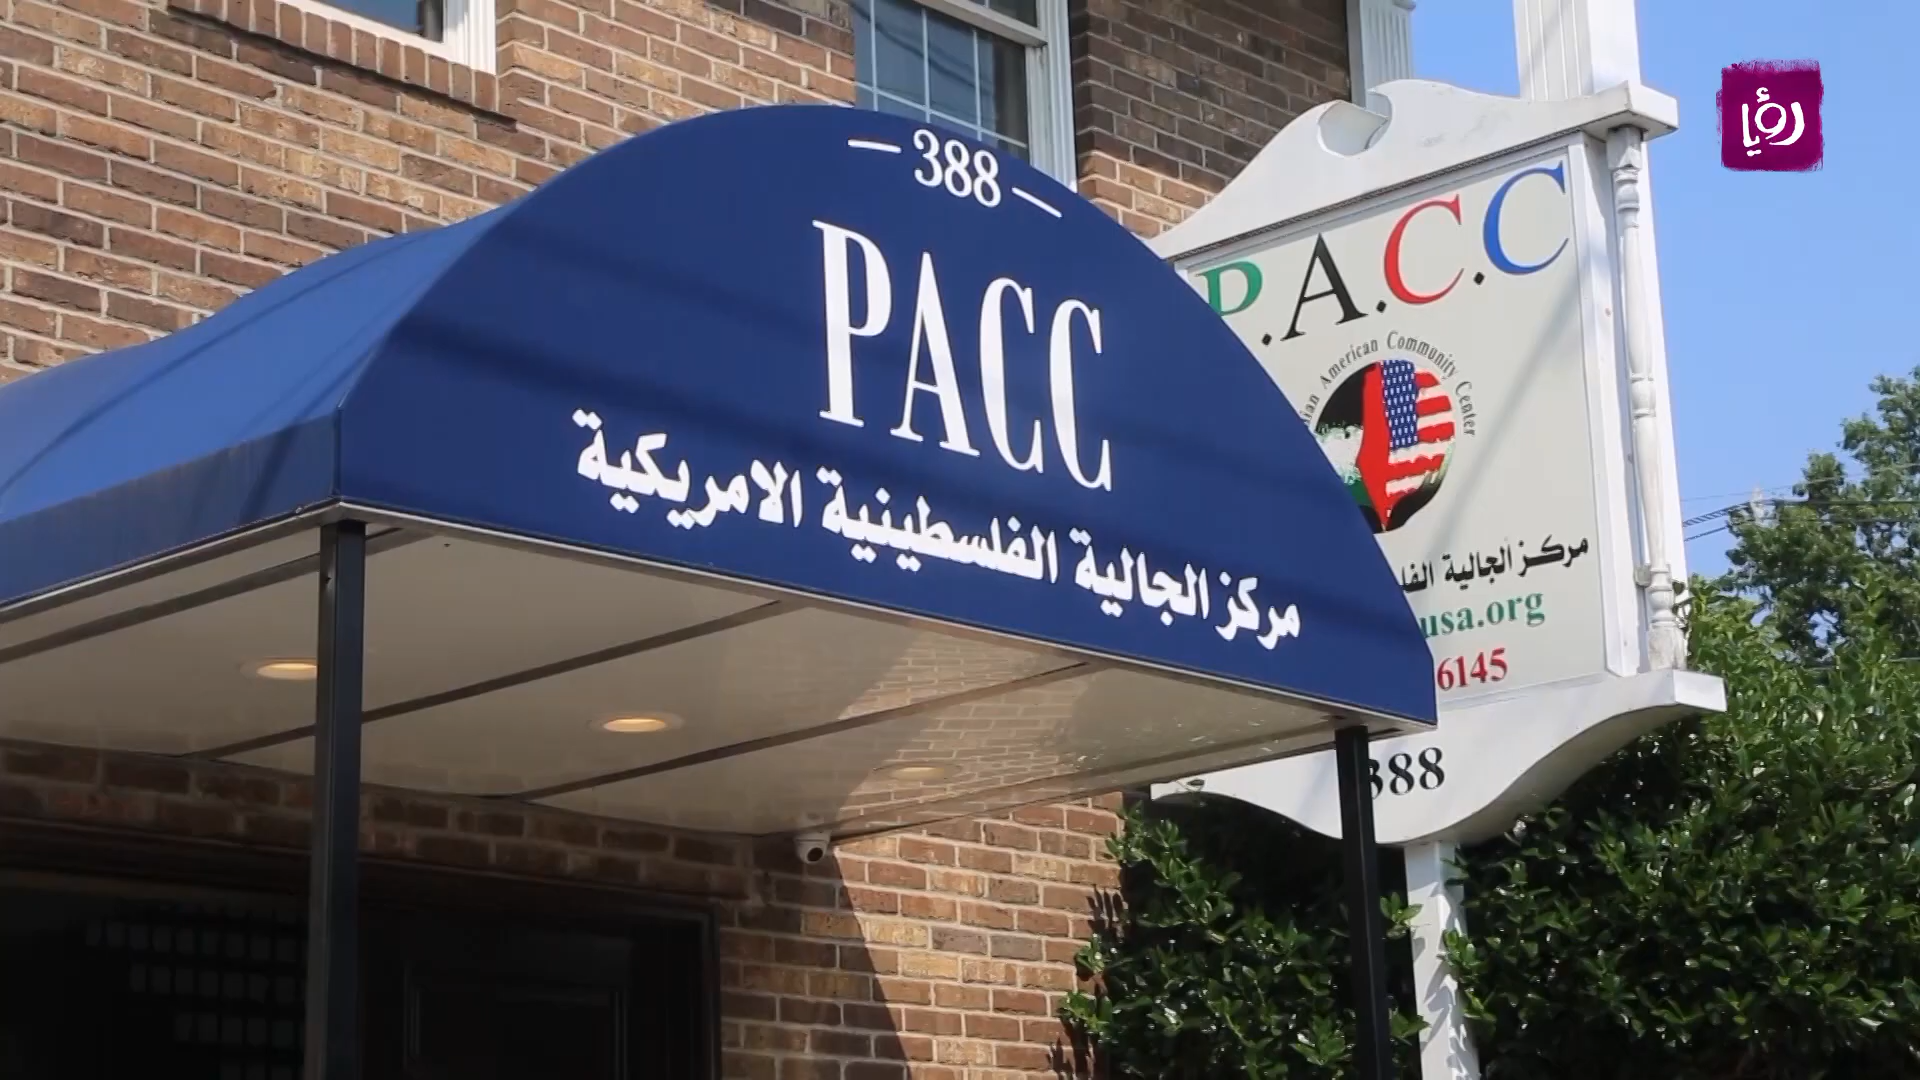 388
PACC
مركز الجالية الفلسطينية الامريكية
P.A.C.C
American Community Center
مركز الجالية
usa.org
6145
388
رؤيا